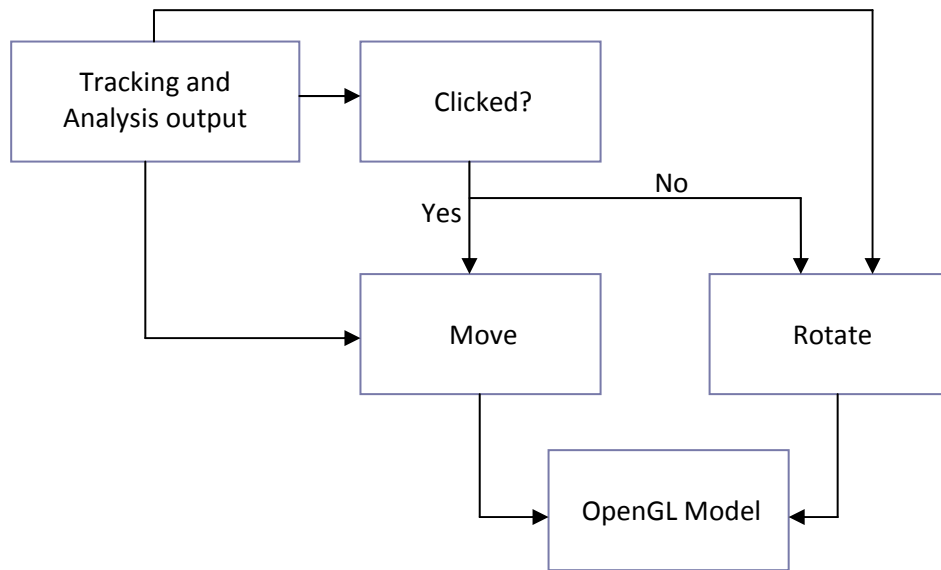 Tracking and
Analysis output
Clicked?
No
Yes
Move
Rotate
OpenGL Model